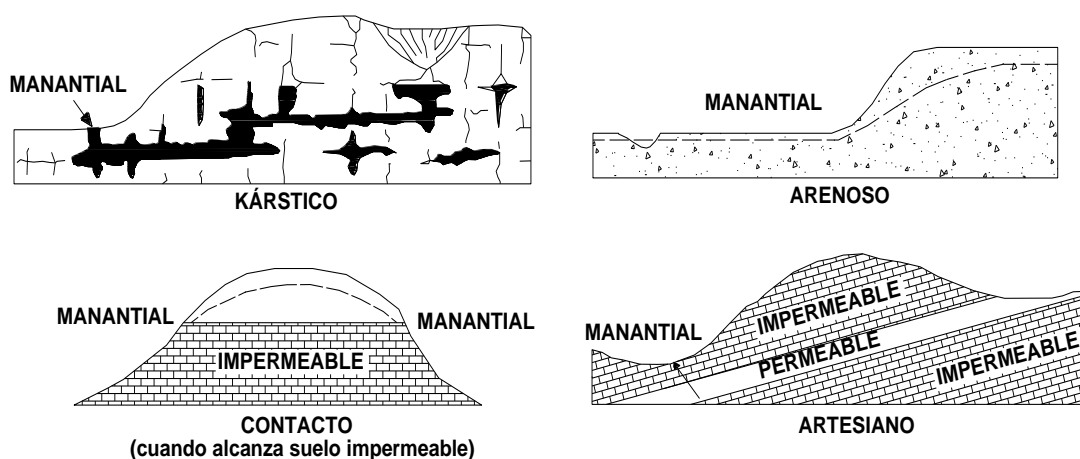 MANANTIAL
KÁRSTICO
MANANTIAL
ARENOSO
MANANTIAL
MANANTIAL
IMPERMEABLE
CONTACTO
(cuando alcanza suelo impermeable)
MANANTIAL
IMPERMEABLE
PERMEABLE
IMPERMEABLE
ARTESIANO